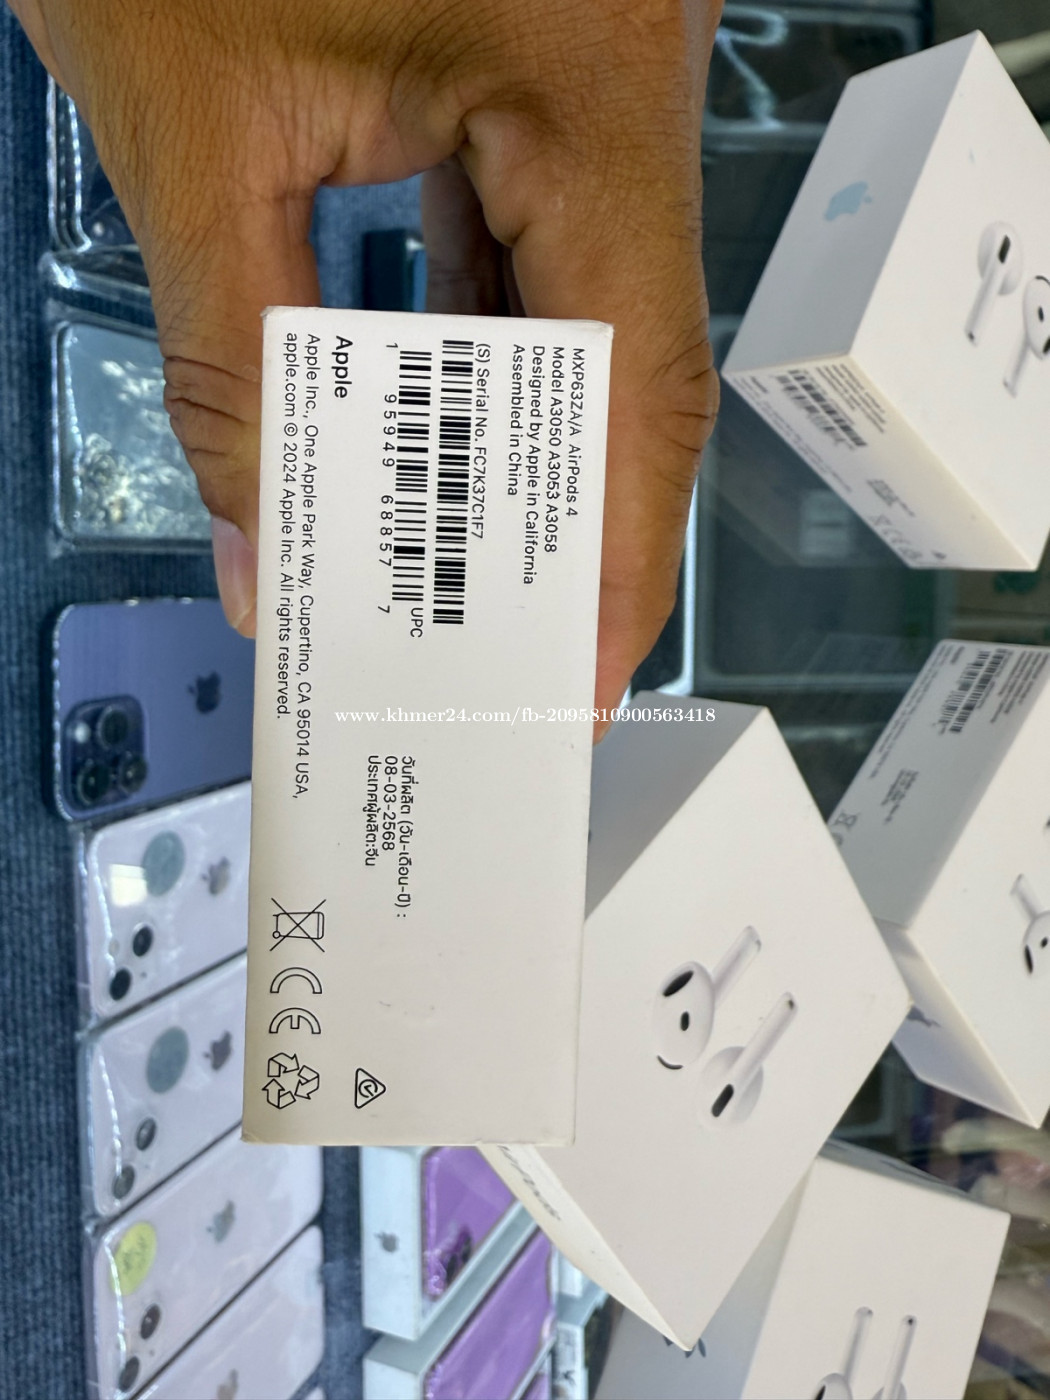 MXP63ZA/A AirPods 4
Model A3050 A3053 A3058
Designed by Apple in California
Assembled in China
(S) Serial No. FC7K37C1F7
UPC
1 95949 68857 7
Apple
Apple Inc., One Apple Park Way, Cupertino, CA 95014 USA,
apple.com © 2024 Apple Inc. All rights reserved.
วันที่ผลิต (วัน-เดือน-ปี) :
08-03-2568
ประเทศผู้ผลิต:จีน
CE
www.khmer24.com/fb-2095810900563418